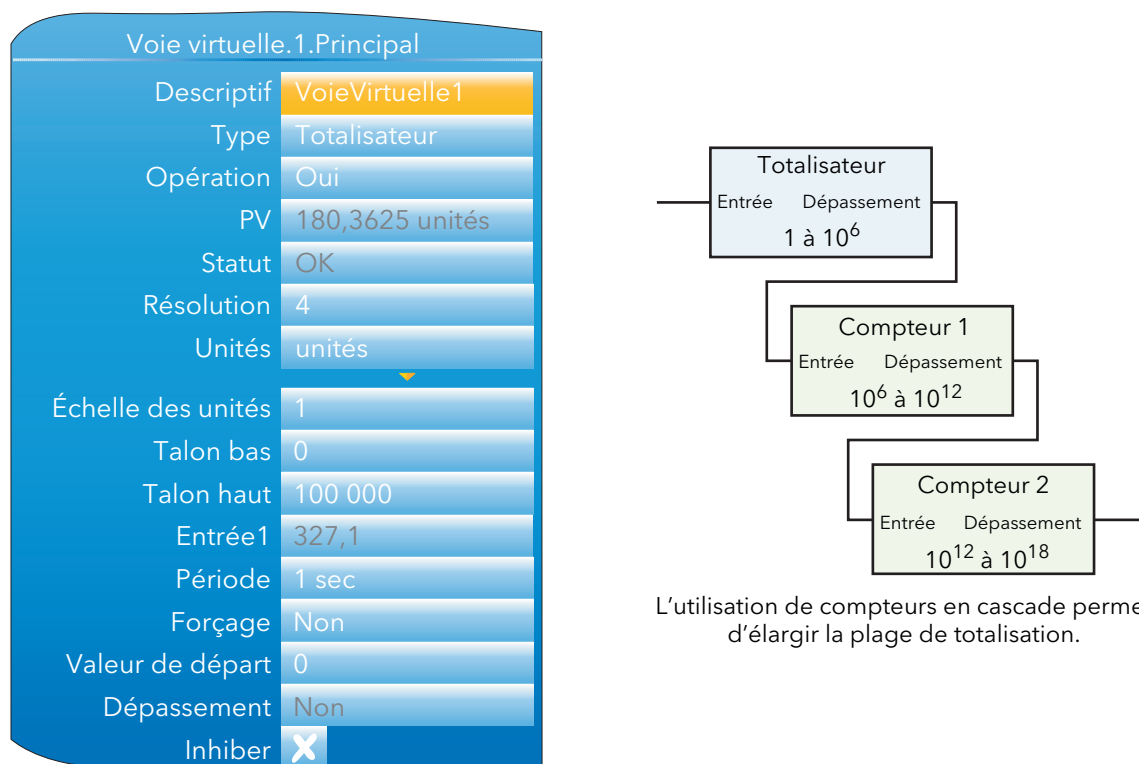 Voie virtuelle.1.Principal
Descriptif VoieVirtuelle1
Type Totalisateur
Opération Oui
PV 180,3625 unités
Statut OK
Résolution 4
Unités unités
Échelle des unités 1
Talon bas 0
Talon haut 100 000
Entrée1 327,1
Période 1 sec
Forçage Non
Valeur de départ 0
Dépassement Non
Inhiber X
Totalisateur
Entrée Dépassement
1 à 10⁶
Compteur 1
Entrée Dépassement
10⁶ à 10¹²
Compteur 2
Entrée Dépassement
10¹² à 10¹⁸
L’utilisation de compteurs en cascade perme
d’élargir la plage de totalisation.